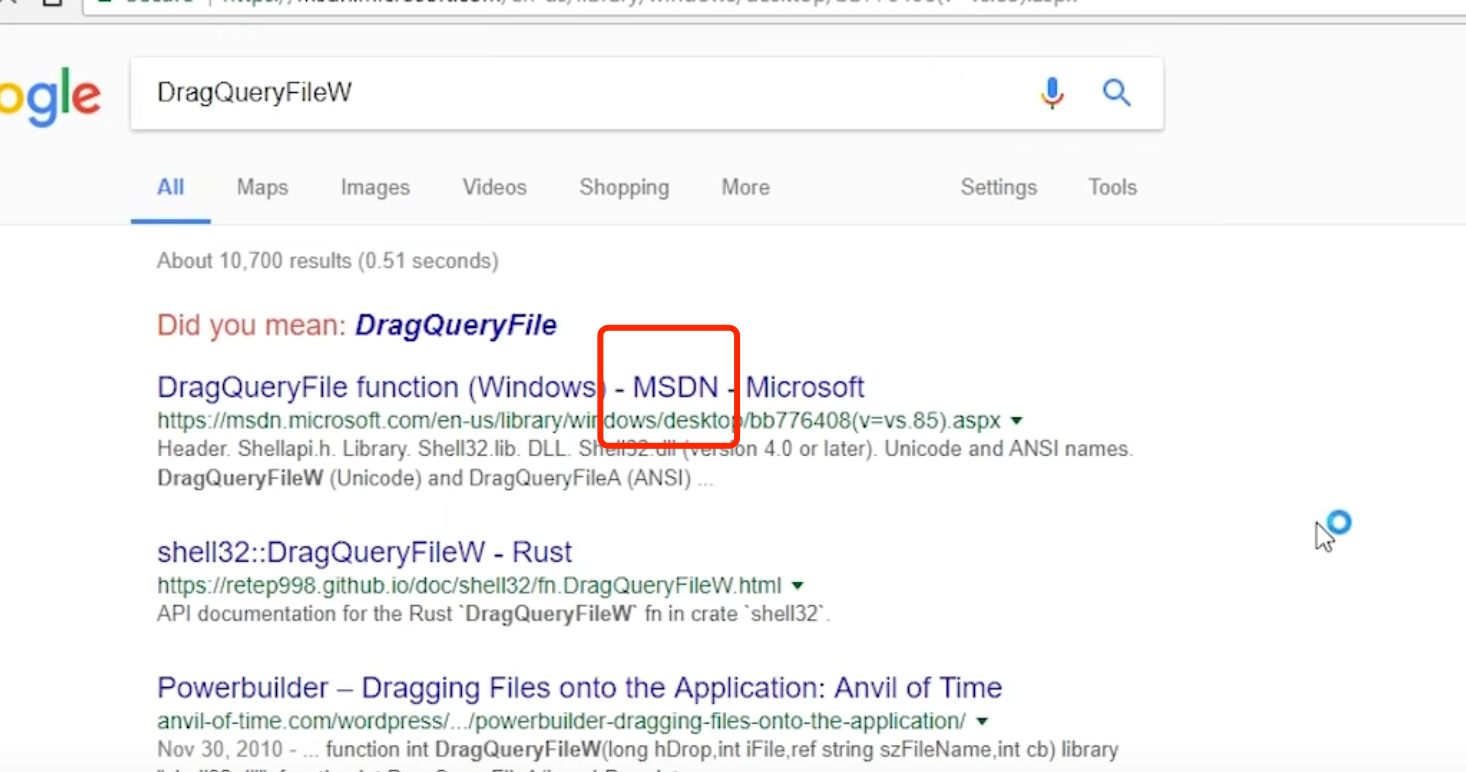 ogle
DragQueryFileW
All Maps Images Videos Shopping More Settings Tools
About 10,700 results (0.51 seconds)
Did you mean: DragQueryFile
DragQueryFile function (Windows) - MSDN - Microsoft
https://msdn.microsoft.com/en-us/library/windows/desktop/bb776408(v=vs.85).aspx
Header. Shellapi.h. Library. Shell32.lib. DLL. Shell32.dll (version 4.0 or later). Unicode and ANSI names.
DragQueryFileW (Unicode) and DragQueryFileA (ANSI) ...
shell32::DragQueryFileW - Rust
https://retep998.github.io/doc/shell32/fn.DragQueryFileW.html
API documentation for the Rust `DragQueryFileW` fn in crate `shell32`.
Powerbuilder – Dragging Files onto the Application: Anvil of Time
anvil-of-time.com/wordpress/.../powerbuilder-dragging-files-onto-the-application/
Nov 30, 2010 - ... function int DragQueryFileW(long hDrop,int iFile,ref string szFileName,int cb) library